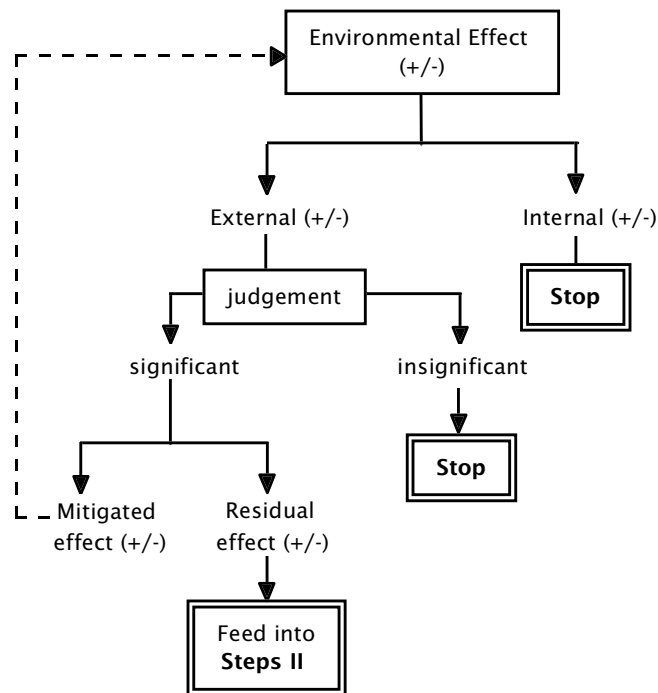 Environmental Effect
(+/-)
External (+/-)
Internal (+/-)
judgement
Stop
significant
insignificant
Stop
Mitigated
effect (+/-)
Residual
effect (+/-)
Feed into
Steps II